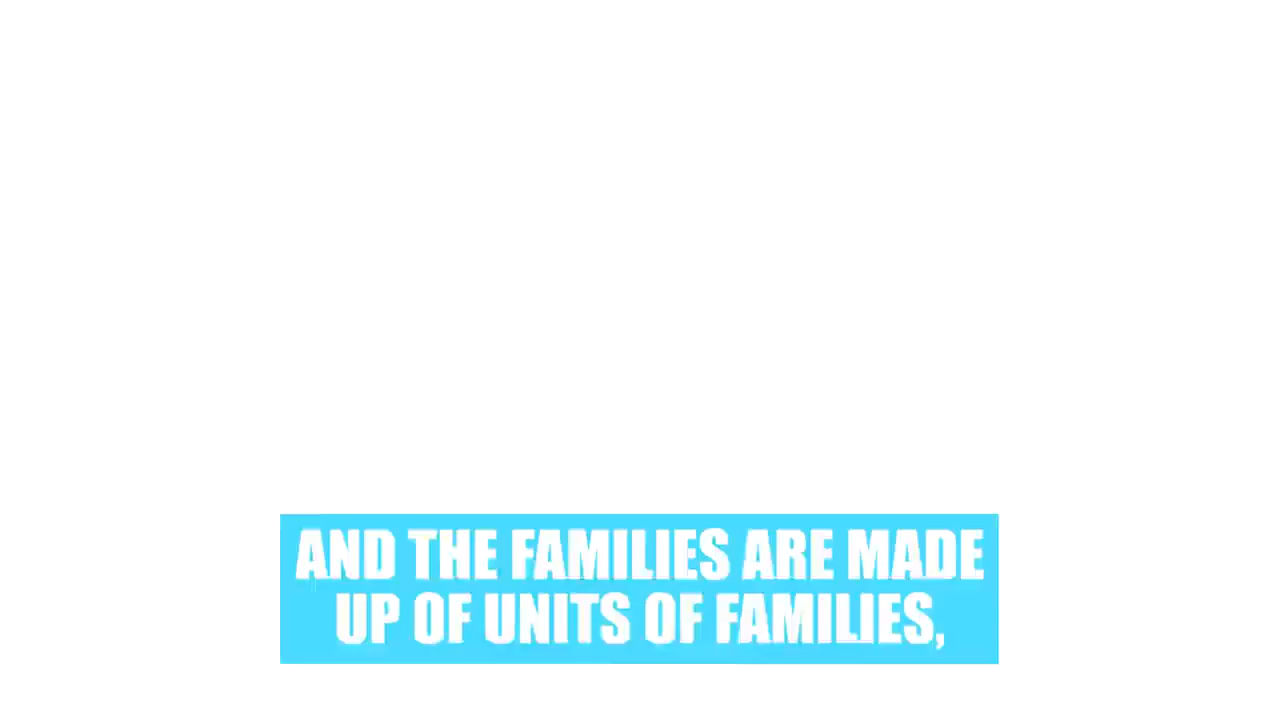 AND THE FAMILIES ARE MADE
UP OF UNITS OF FAMILIES,